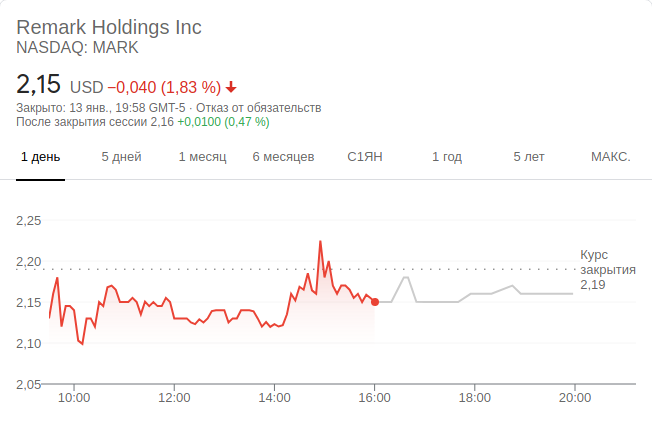 Remark Holdings Inc
NASDAQ: MARK
2,15 USD −0,040 (1,83 %)
Закрыто: 13 янв., 19:58 GMT-5 · Отказ от обязательств
После закрытия сессии 2,16 +0,0100 (0,47 %)
1 день 5 дней 1 месяц 6 месяцев С1ЯН 1 год 5 лет МАКС.
2,25
2,20
2,15
2,10
2,05
Курс
закрытия
2,19
10:00 12:00 14:00 16:00 18:00 20:00